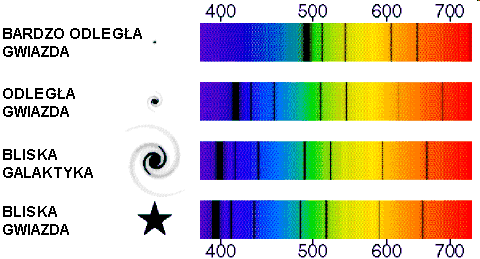 400 500 600 700
BARDZO ODLEGŁA
GWIAZDA
ODLEGŁA
GWIAZDA
BLISKA
GALAKTYKA
BLISKA
GWIAZDA
400 500 600 700